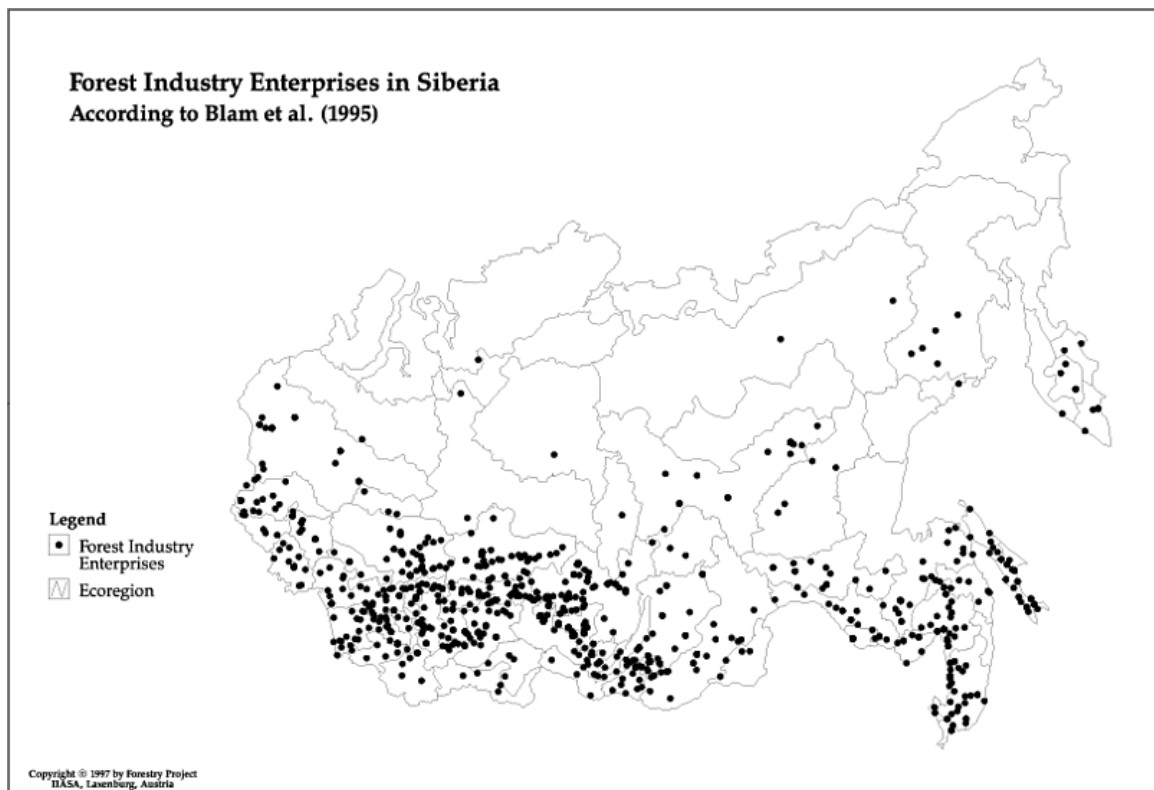 Forest Industry Enterprises in Siberia
According to Blam et al. (1995)
Legend
Forest Industry
Enterprises
Ecoregion
Copyright © 1997 by Forestry Project
IIASA, Laxenburg, Austria